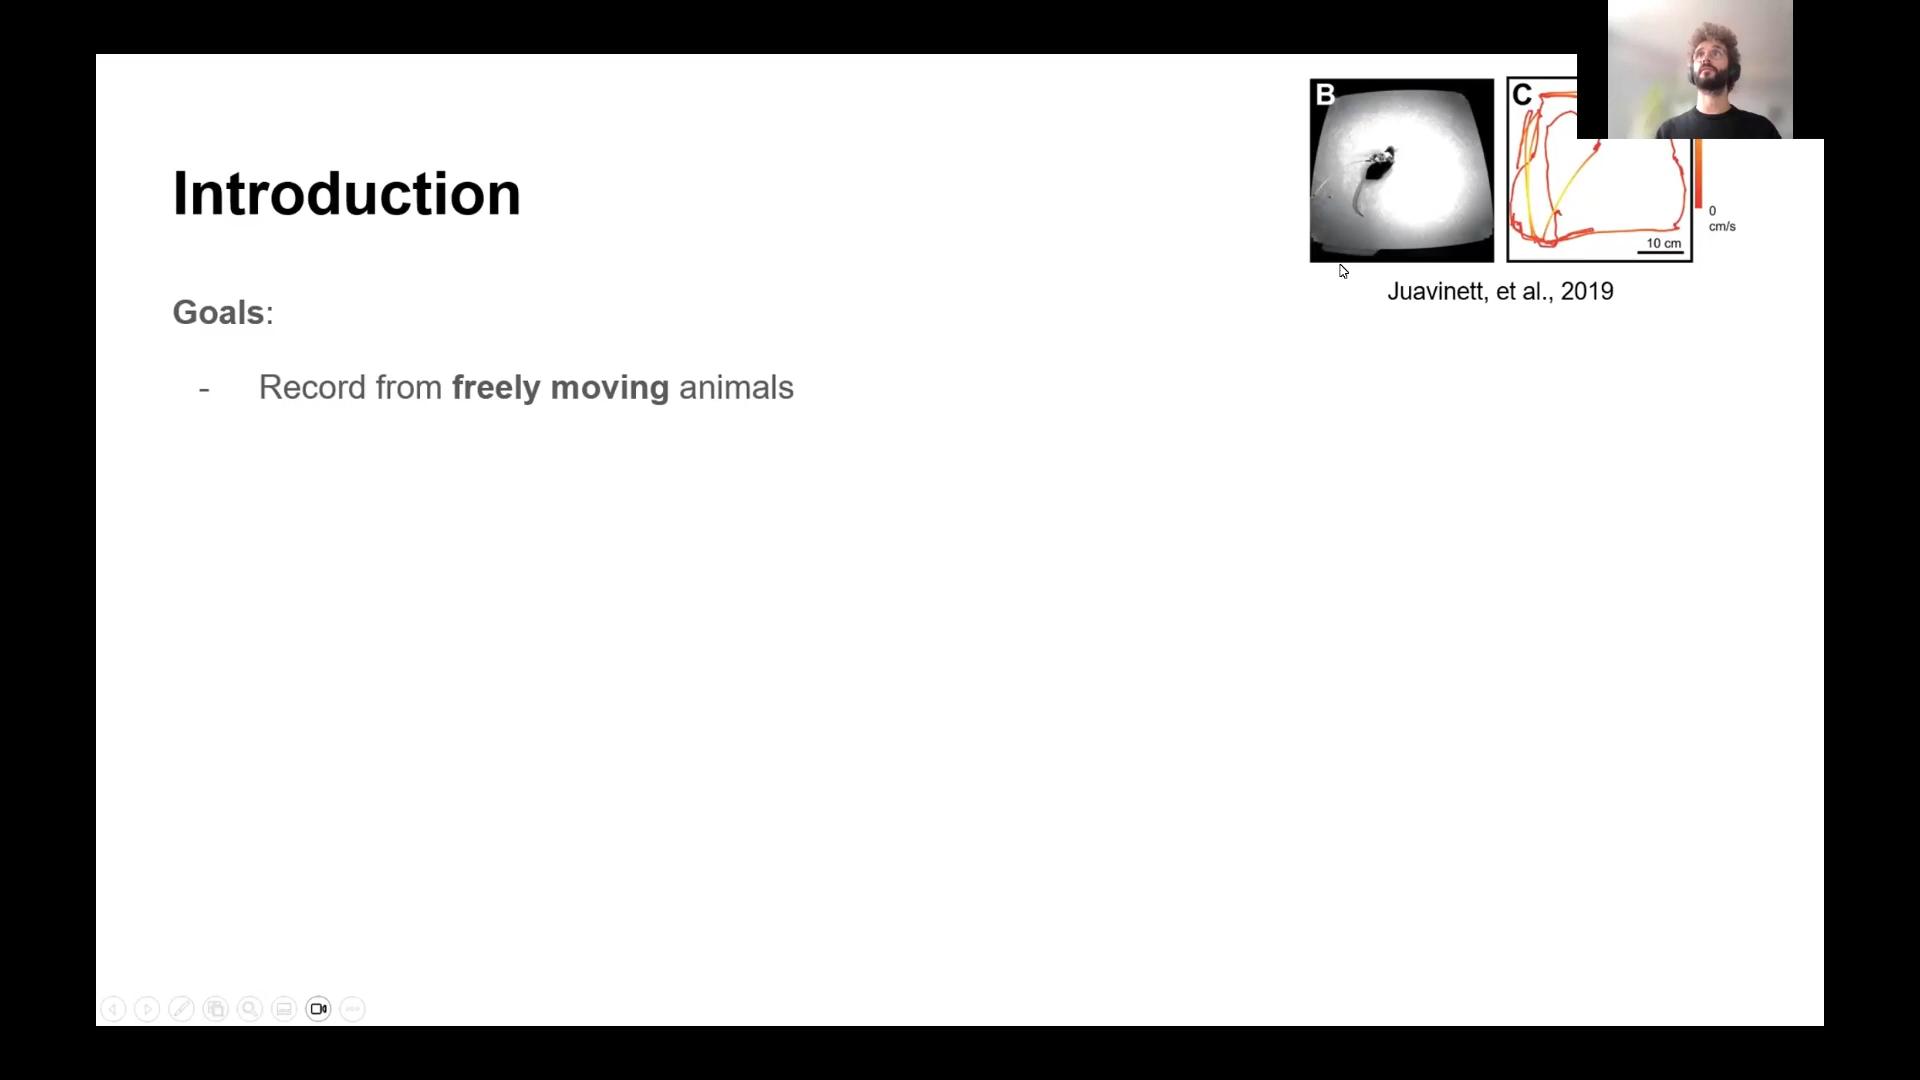 B
C
0
cm/s
10 cm
Juavinett, et al., 2019
Introduction
Goals:
- Record from freely moving animals